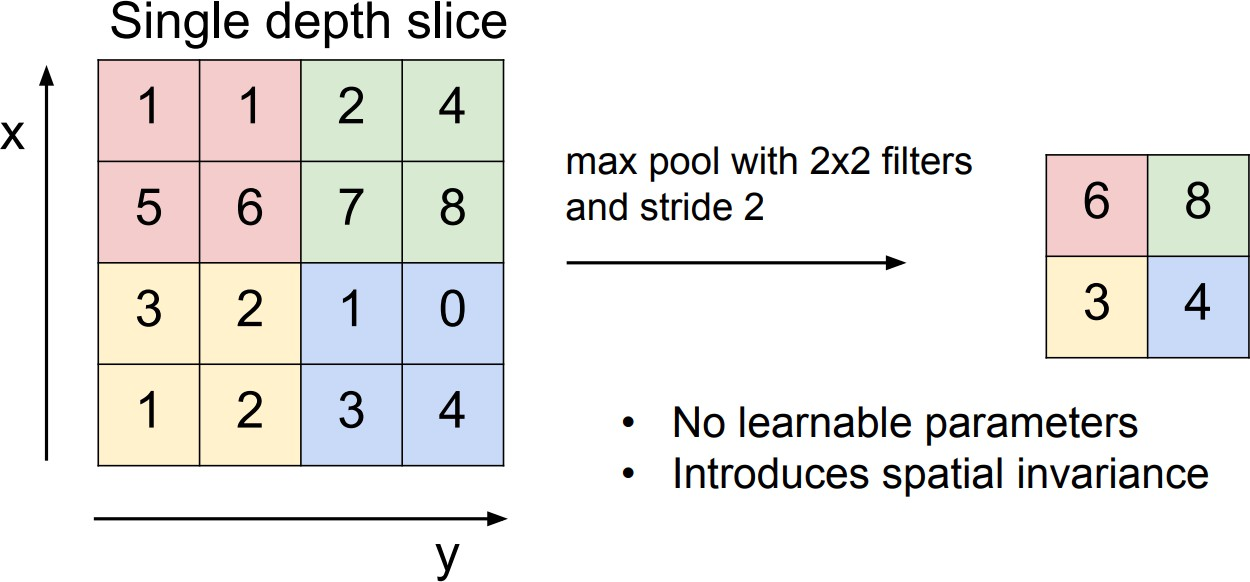 Single depth slice
x
1 1 2 4
5 6 7 8
3 2 1 0
1 2 3 4
y
max pool with 2x2 filters
and stride 2
6 8
3 4
• No learnable parameters
• Introduces spatial invariance